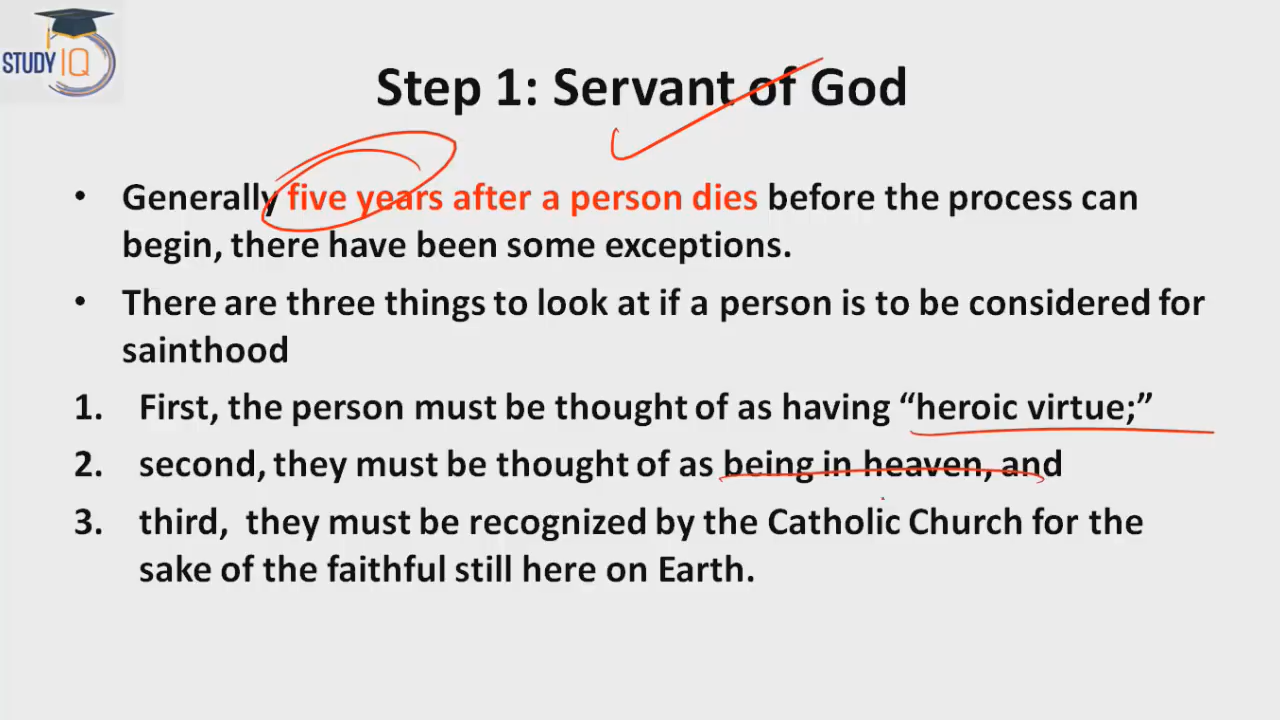 STUDY IQ
Step 1: Servant of God
• Generally five years after a person dies before the process can
begin, there have been some exceptions.
• There are three things to look at if a person is to be considered for
sainthood
1. First, the person must be thought of as having “heroic virtue;”
2. second, they must be thought of as being in heaven, and
3. third, they must be recognized by the Catholic Church for the
sake of the faithful still here on Earth.